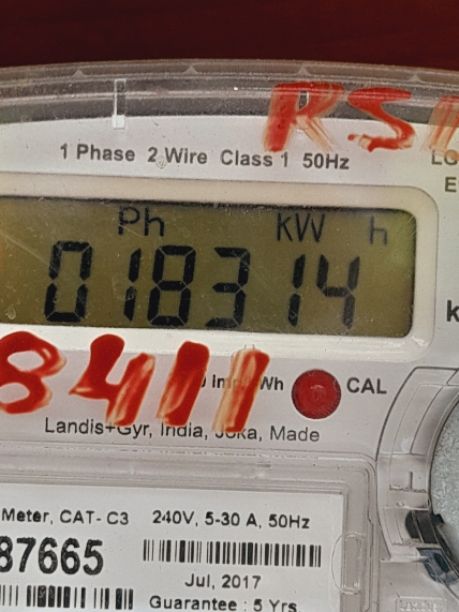 RS
1 Phase 2 Wire Class 1 50Hz
Ph kW h
018314
8411
CAL
Landis+Gyr, India, Joka, Made
Meter, CAT- C3 240V, 5-30 A, 50Hz
87665
Jul, 2017
Guarantee : 5 Yrs